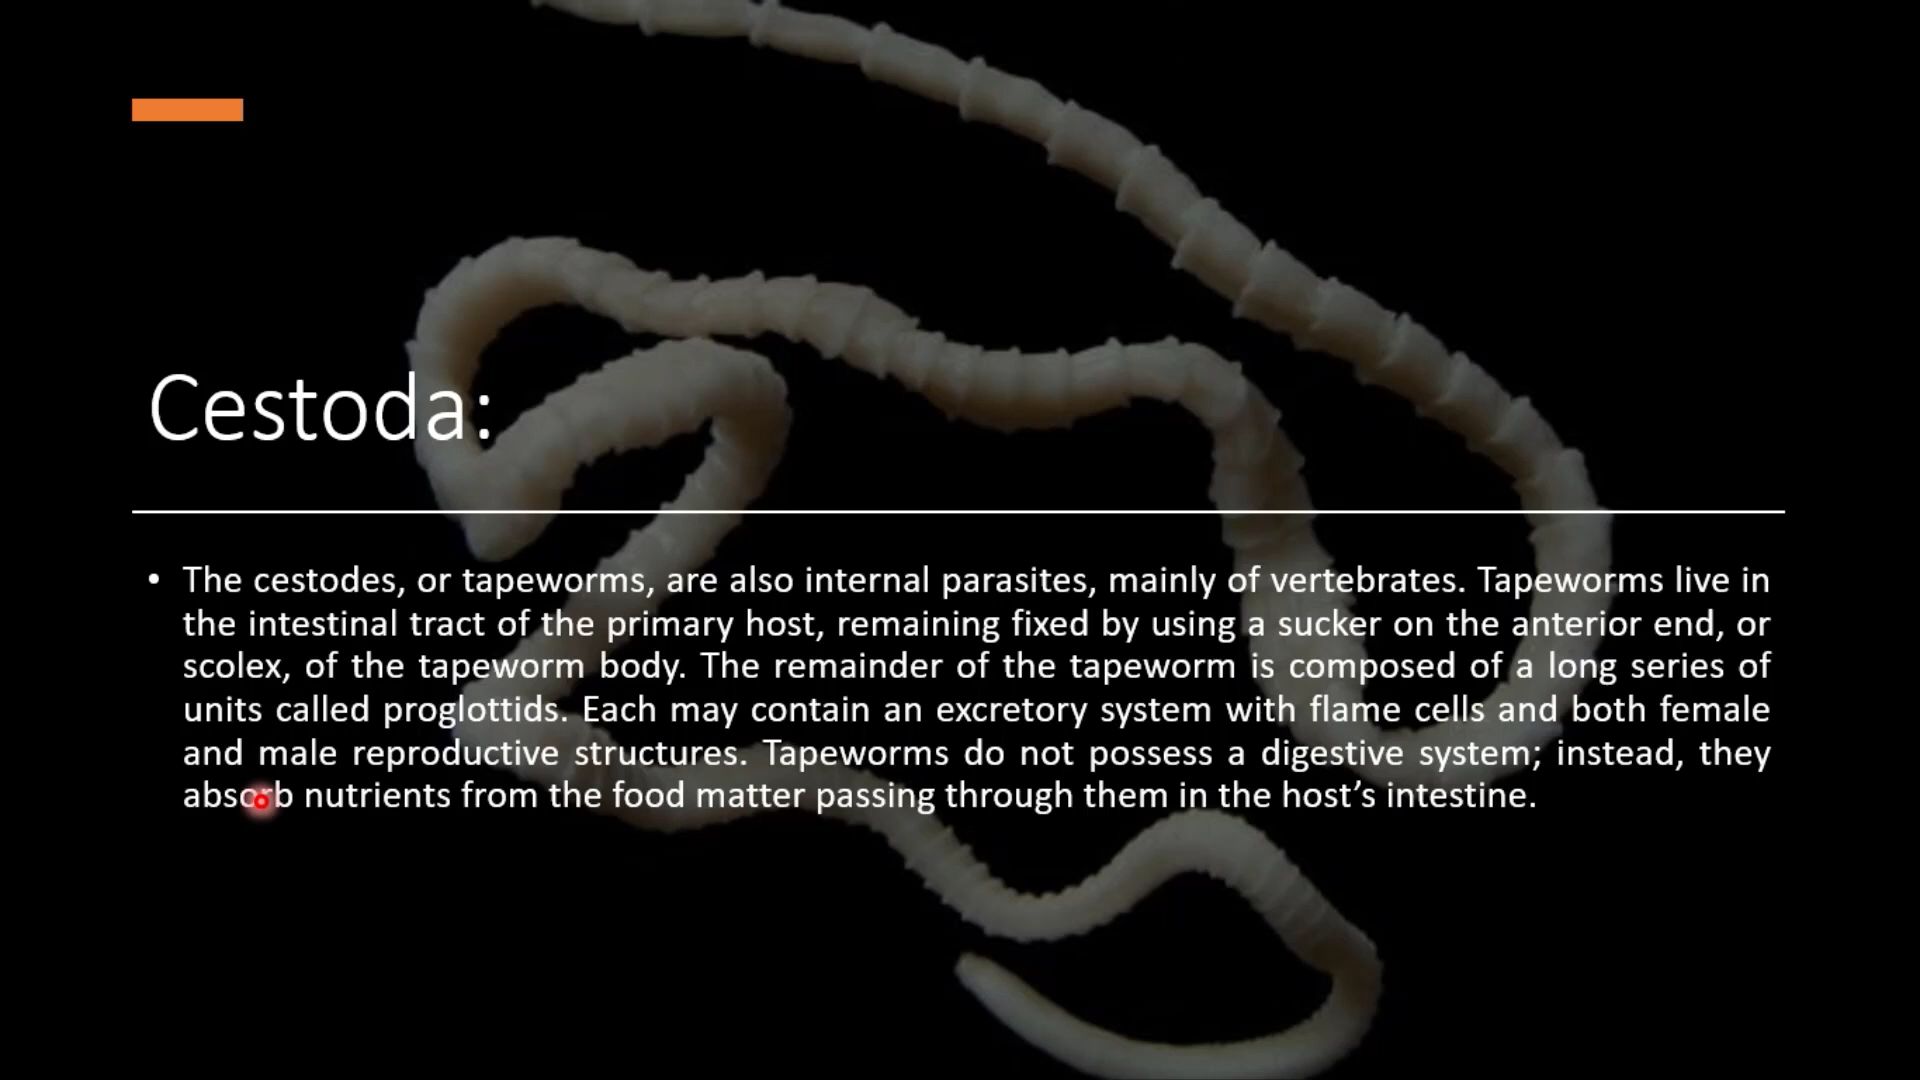 Cestoda:
• The cestodes, or tapeworms, are also internal parasites, mainly of vertebrates. Tapeworms live in
the intestinal tract of the primary host, remaining fixed by using a sucker on the anterior end, or
scolex, of the tapeworm body. The remainder of the tapeworm is composed of a long series of
units called proglottids. Each may contain an excretory system with flame cells and both female
and male reproductive structures. Tapeworms do not possess a digestive system; instead, they
absorb nutrients from the food matter passing through them in the host’s intestine.